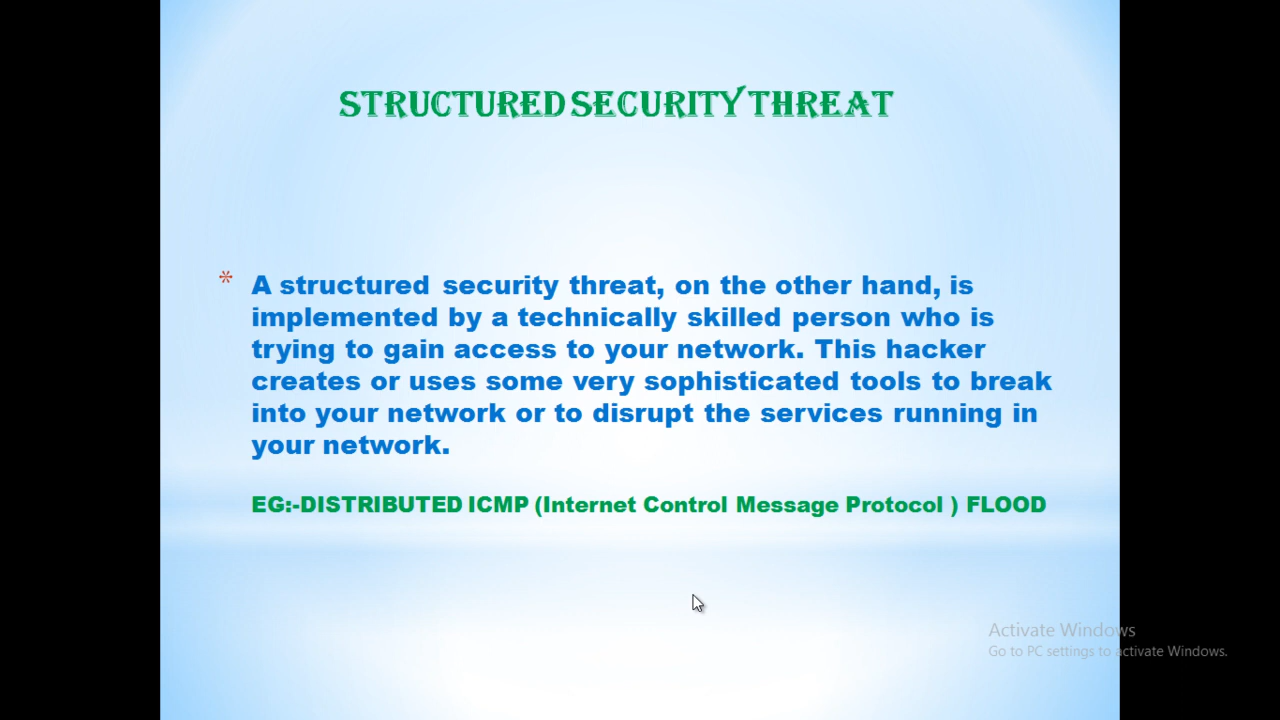 STRUCTURED SECURITY THREAT
* A structured security threat, on the other hand, is
implemented by a technically skilled person who is
trying to gain access to your network. This hacker
creates or uses some very sophisticated tools to break
into your network or to disrupt the services running in
your network.
EG:-DISTRIBUTED ICMP (Internet Control Message Protocol ) FLOOD
Activate Windows
Go to PC settings to activate Windows.